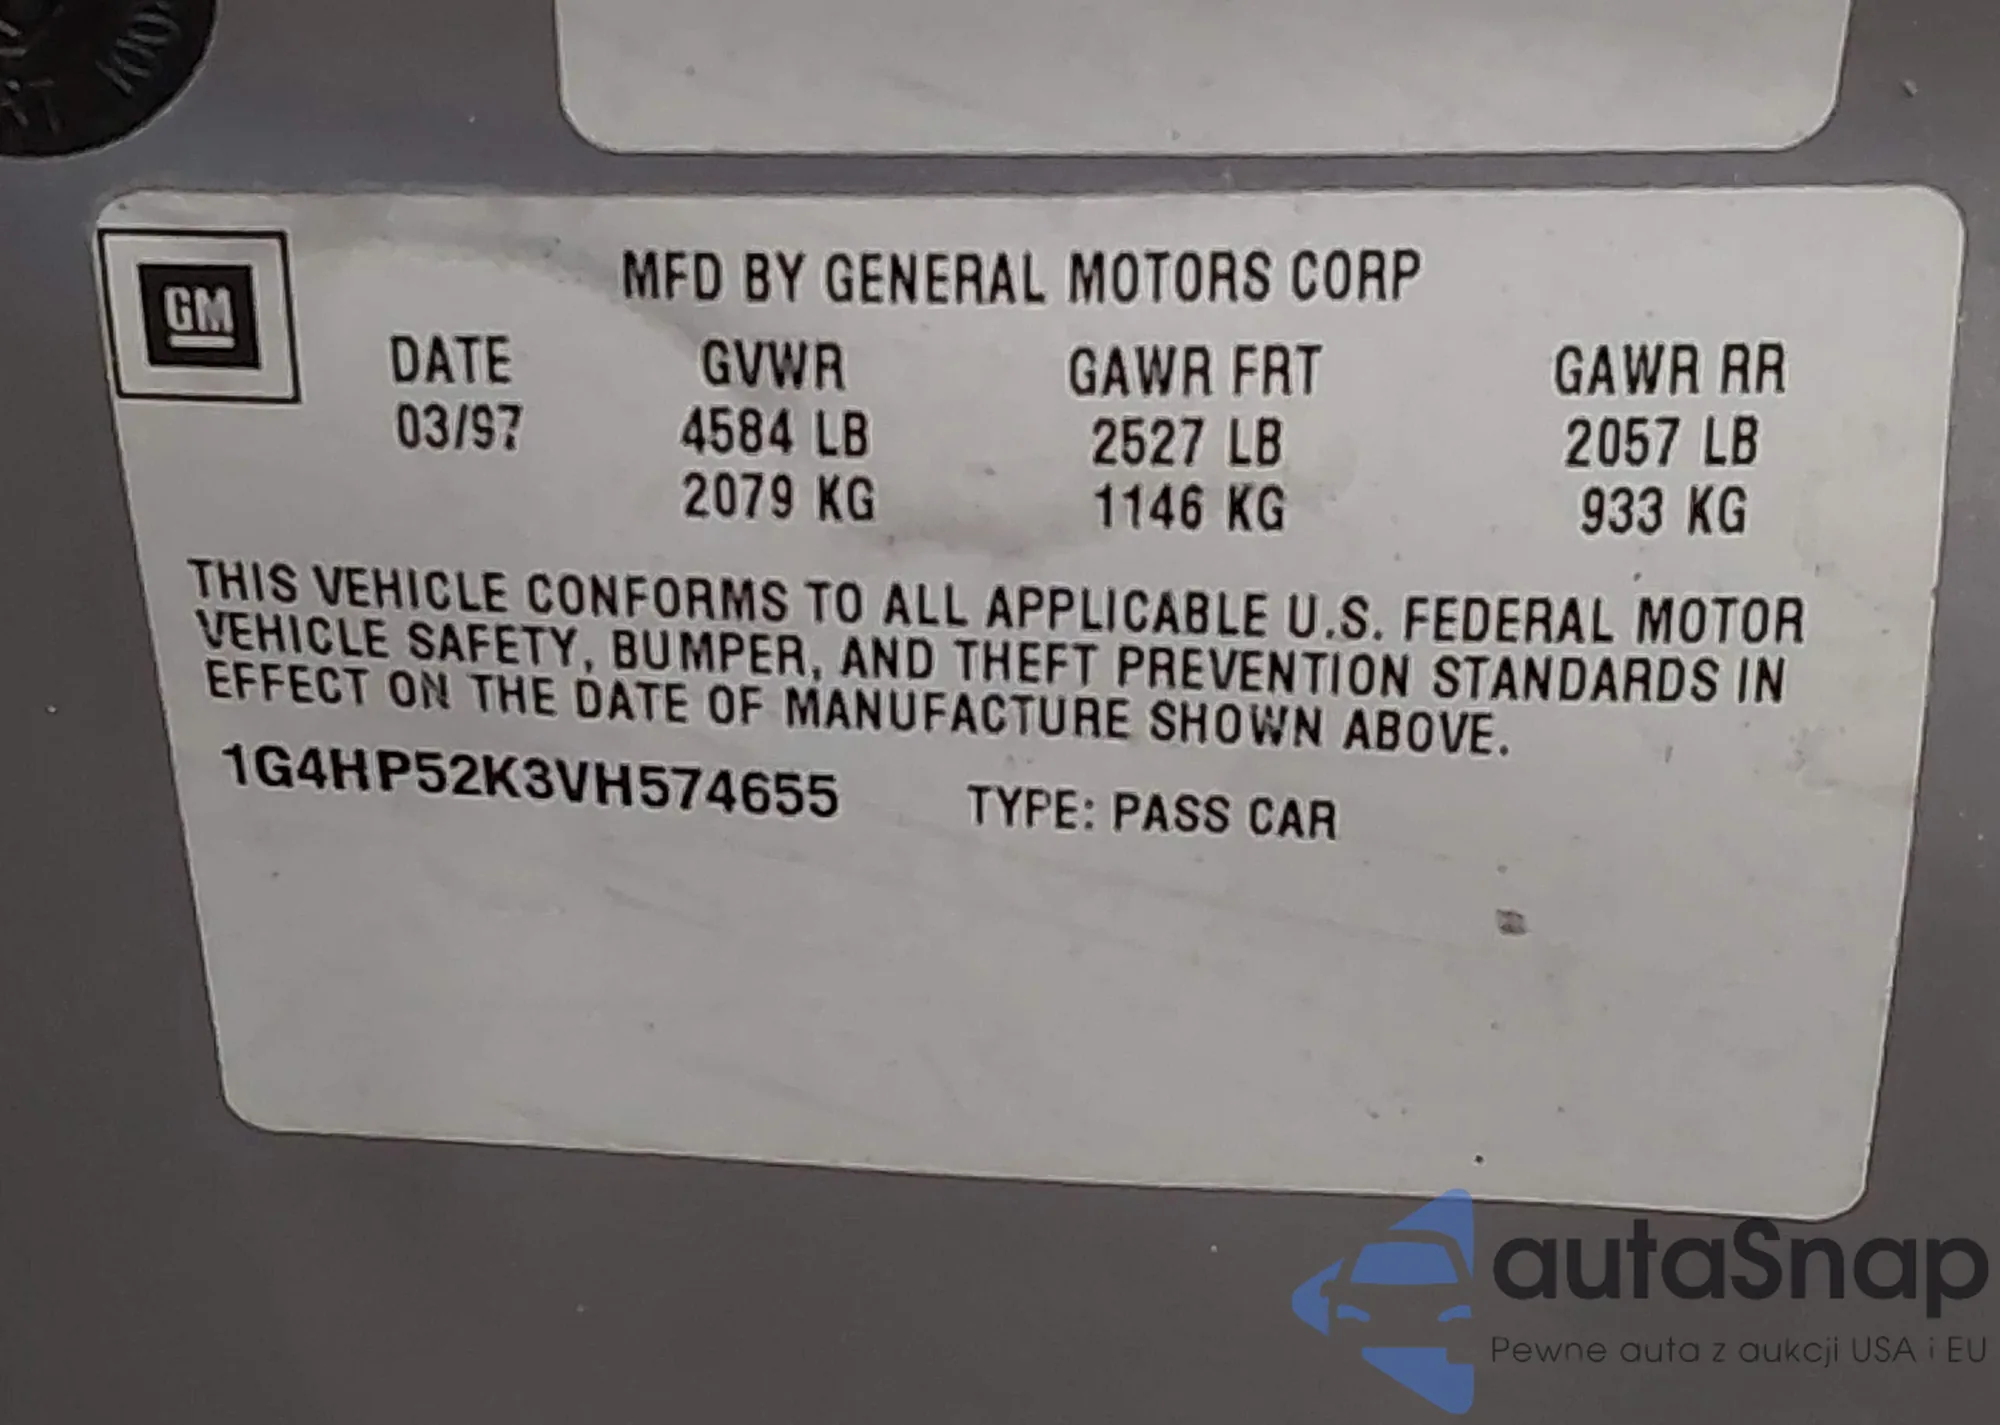 GM
MFD BY GENERAL MOTORS CORP
DATE GVWR GAWR FRT GAWR RR
03/97 4584 LB 2527 LB 2057 LB
2079 KG 1146 KG 933 KG
THIS VEHICLE CONFORMS TO ALL APPLICABLE U.S. FEDERAL MOTOR
VEHICLE SAFETY, BUMPER, AND THEFT PREVENTION STANDARDS IN
EFFECT ON THE DATE OF MANUFACTURE SHOWN ABOVE.
1G4HP52K3VH574655 TYPE: PASS CAR
autaSnap
Pewne auta z aukcji USA i EU